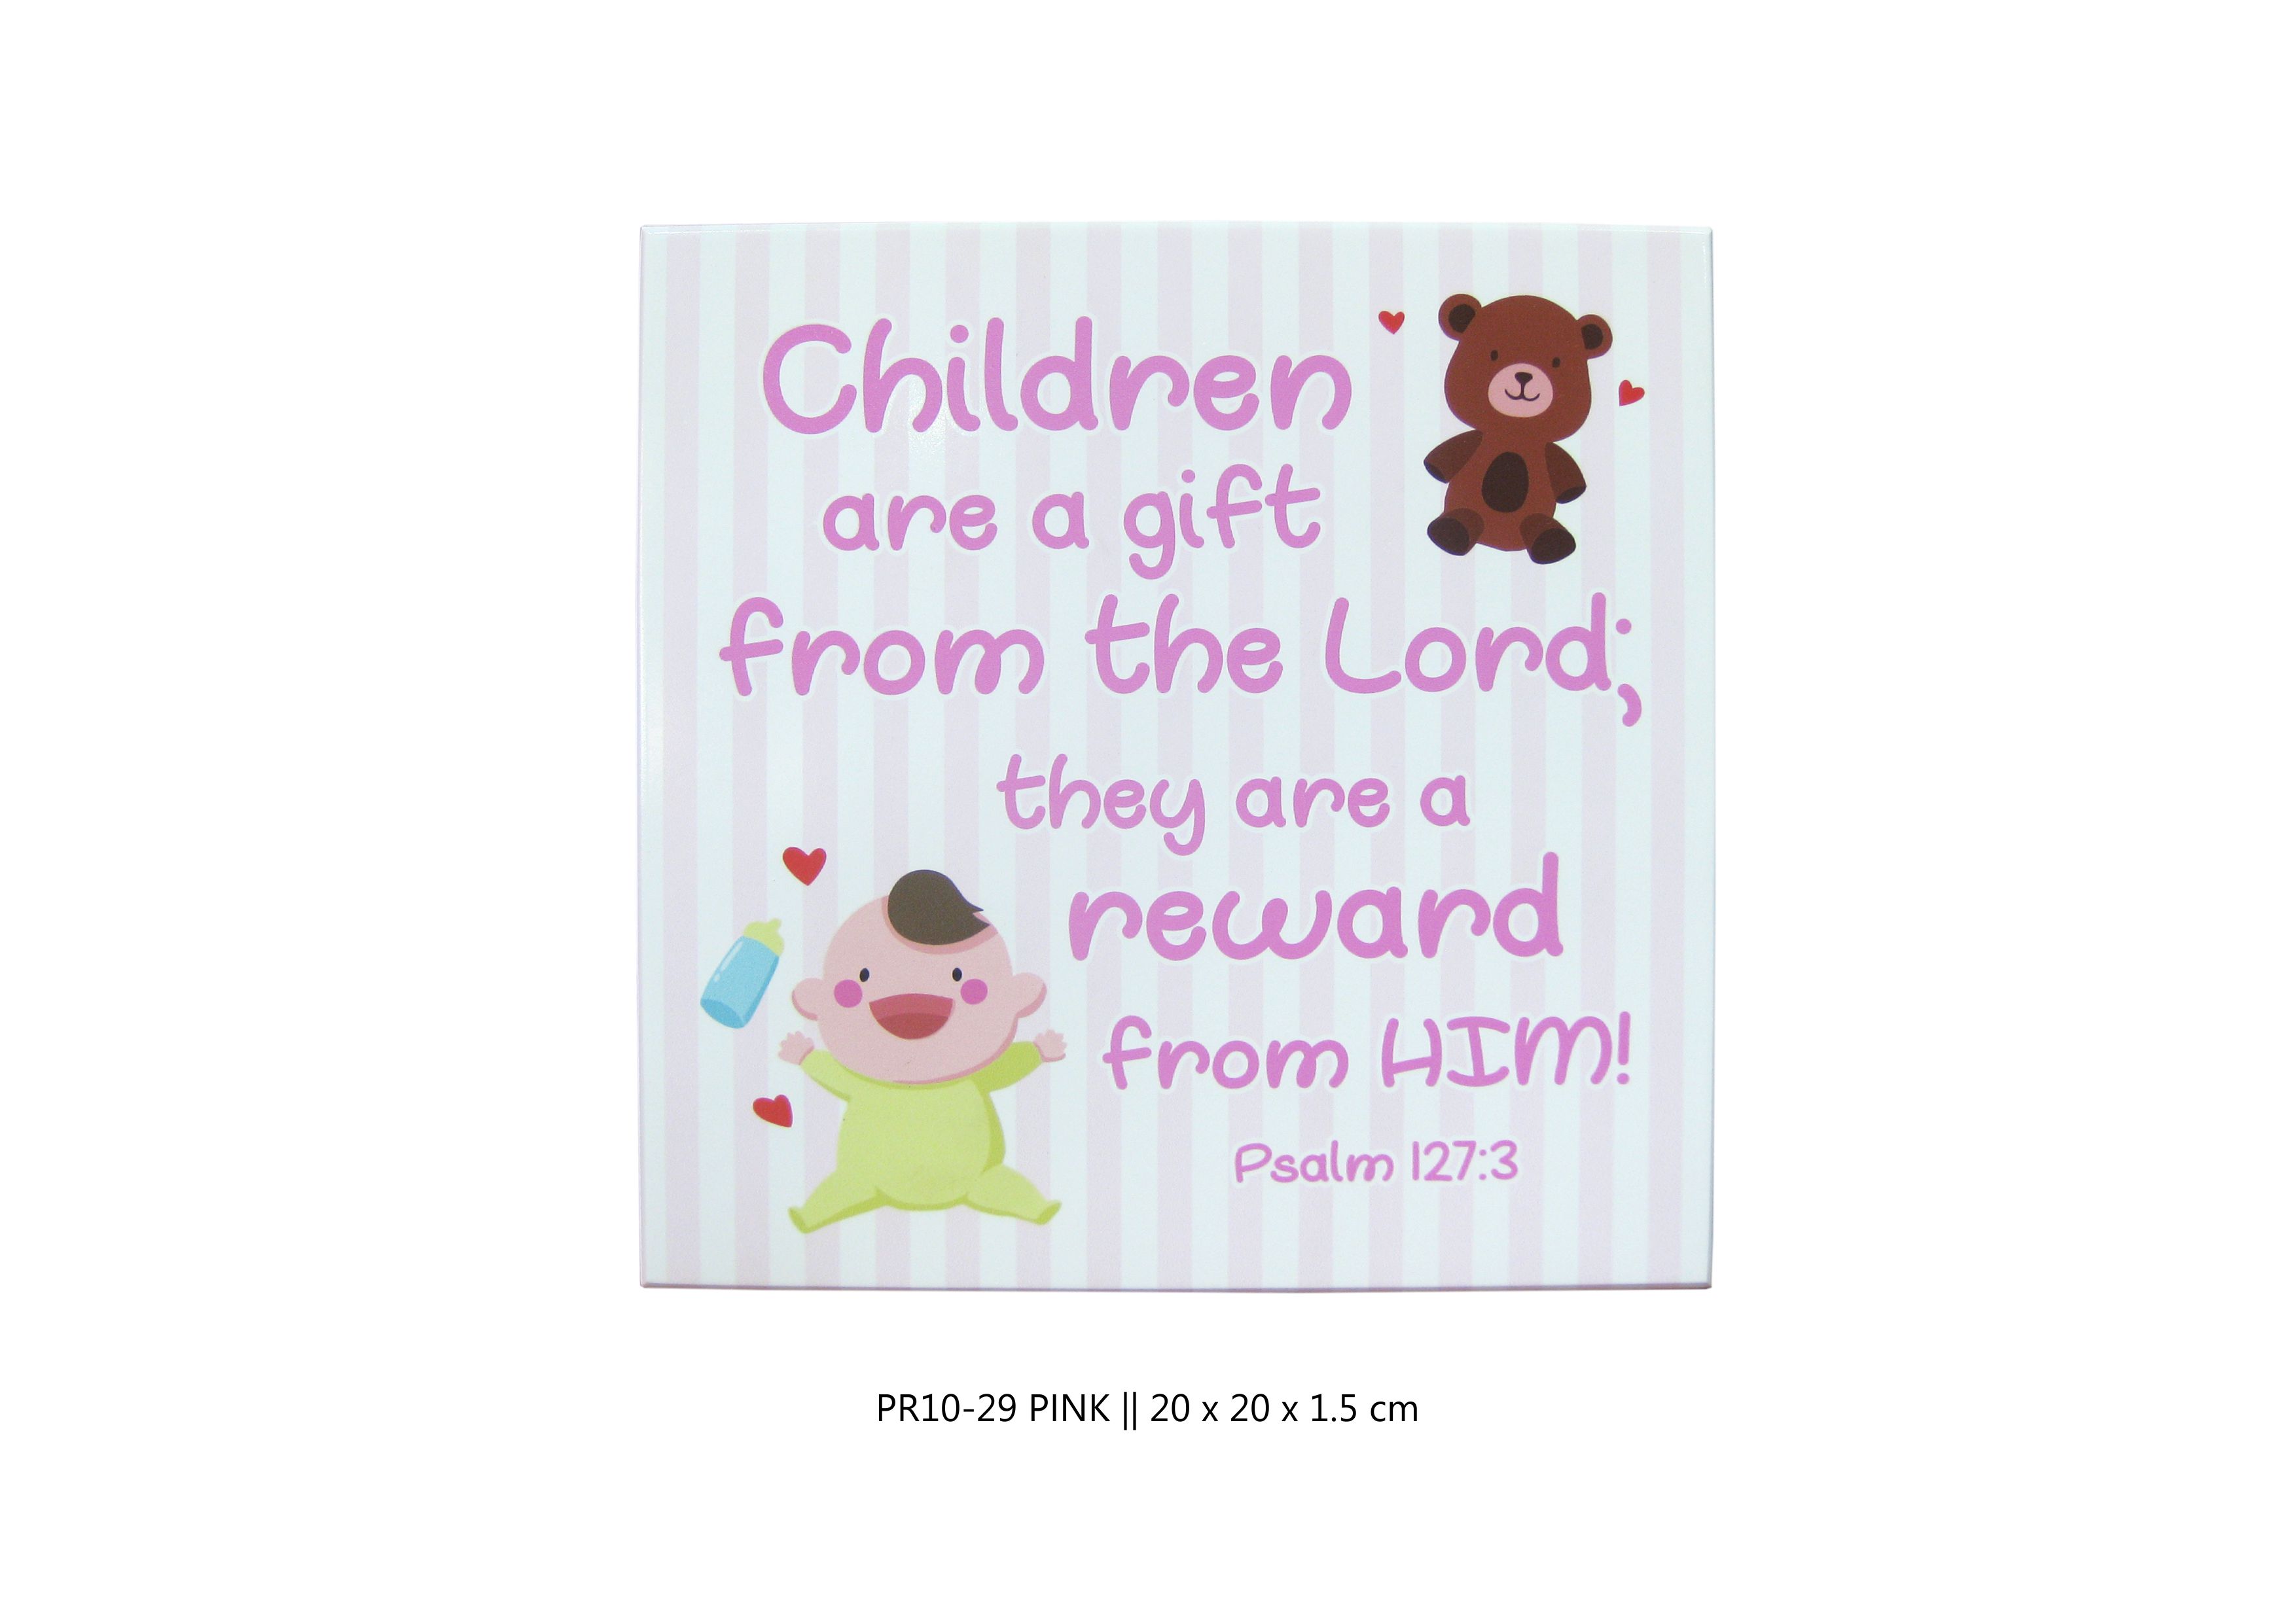 Children
are a gift
from the Lord;
they are a
reward
from HIM!
Psalm 127:3
PR10-29 PINK || 20 x 20 x 1.5 cm